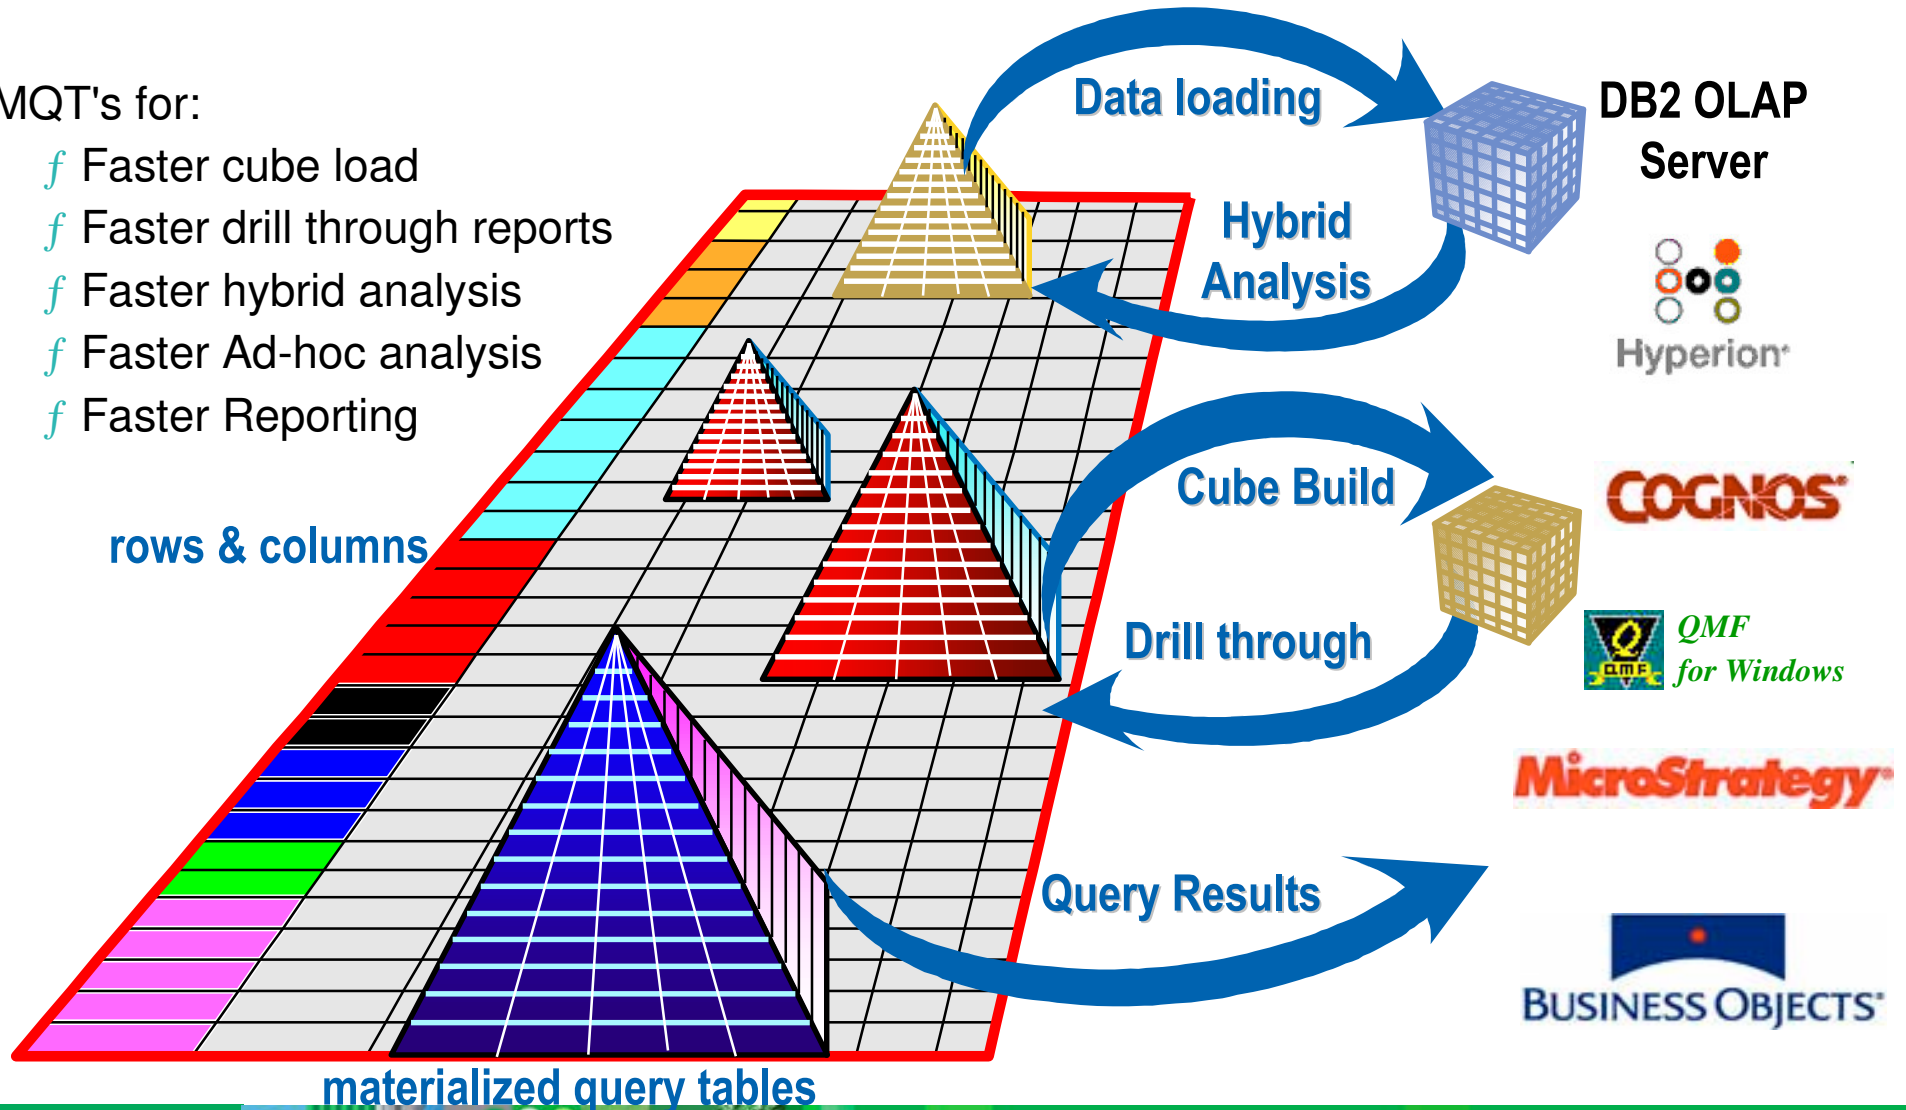 MQT's for:
ƒ Faster cube load
ƒ Faster drill through reports
ƒ Faster hybrid analysis
ƒ Faster Ad-hoc analysis
ƒ Faster Reporting
rows & columns
materialized query tables
Data loading
Hybrid
Analysis
DB2 OLAP
Server
Hyperion
Cube Build
Drill through
COGNOS
QMF
QMF
for Windows
MicroStrategy
Query Results
BUSINESS OBJECTS